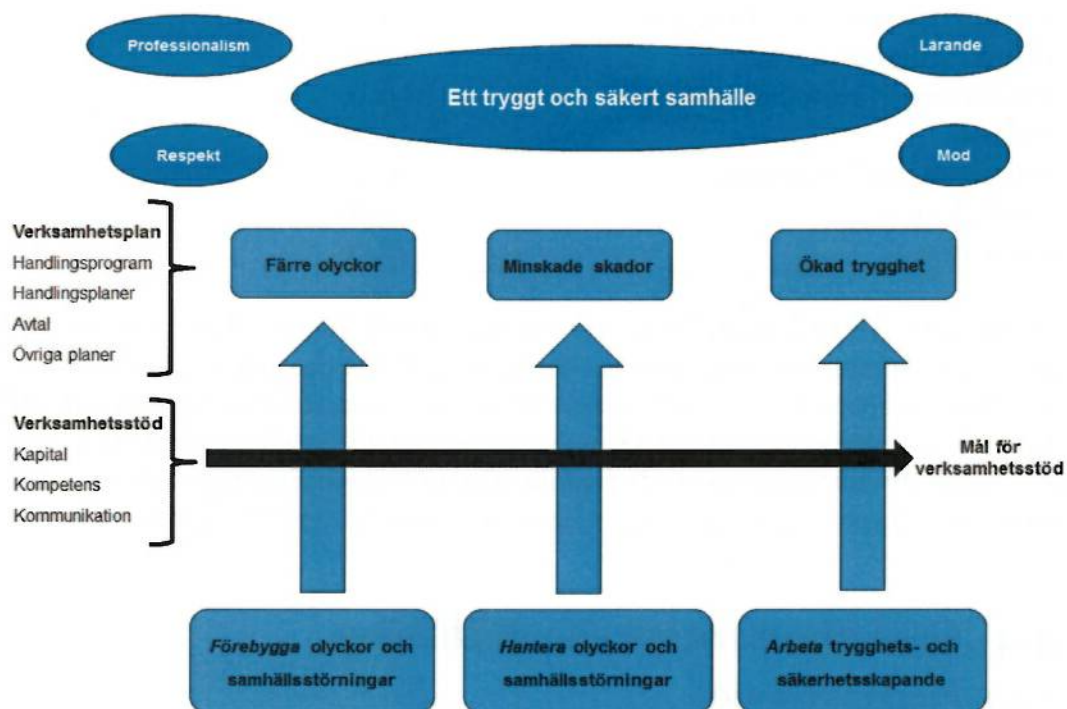 Professionalism
Lärande
Ett tryggt och säkert samhälle
Respekt
Mod
Verksamhetsplan
Handlingsprogram
Handlingsplaner
Avtal
Övriga planer
Färre olyckor
Minskade skador
Ökad trygghet
Verksamhetsstöd
Kapital
Kompetens
Kommunikation
Mål för
verksamhetsstöd
Förebygga olyckor och
samhällsstörningar
Hantera olyckor och
samhällsstörningar
Arbeta trygghets- och
säkerhetsskapande